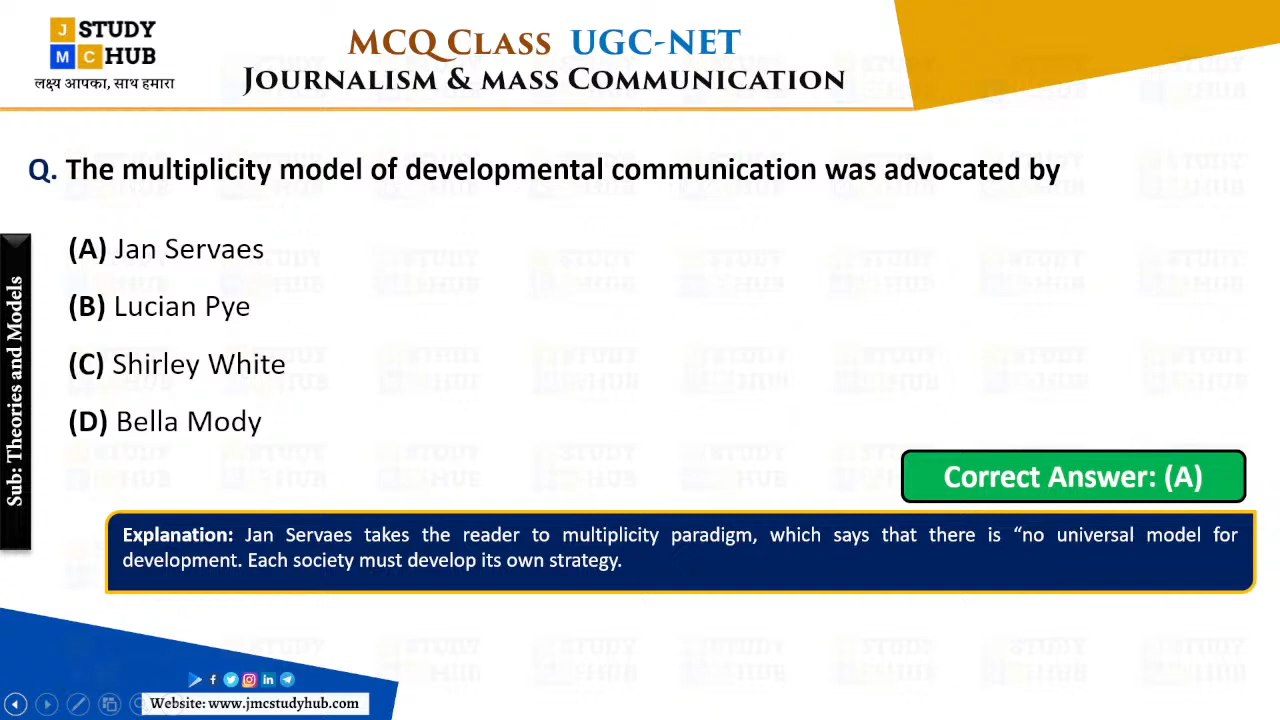 J STUDY
M C HUB
लक्ष्य आपका, साथ हमारा
MCQ Class UGC-NET
Journalism & mass Communication
Q. The multiplicity model of developmental communication was advocated by
(A) Jan Servaes
(B) Lucian Pye
(C) Shirley White
(D) Bella Mody
Sub: Theories and Models
Correct Answer: (A)
Explanation: Jan Servaes takes the reader to multiplicity paradigm, which says that there is “no universal model for
development. Each society must develop its own strategy.
Website: www.jmcstudyhub.com